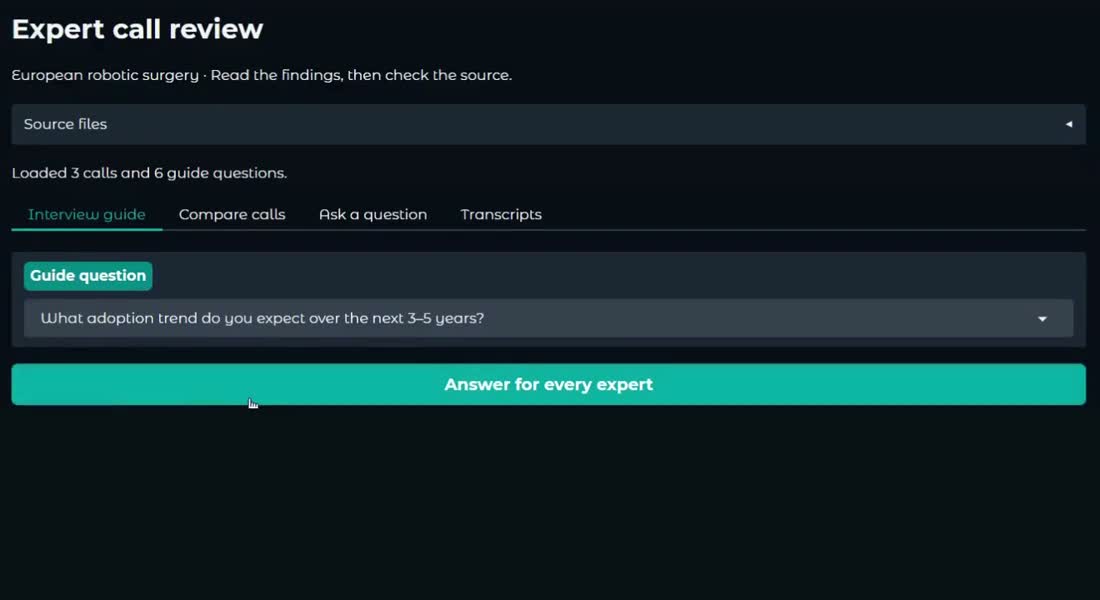 Expert call review
European robotic surgery · Read the findings, then check the source.
Source files
Loaded 3 calls and 6 guide questions.
Interview guide Compare calls Ask a question Transcripts
Guide question
What adoption trend do you expect over the next 3–5 years?
Answer for every expert